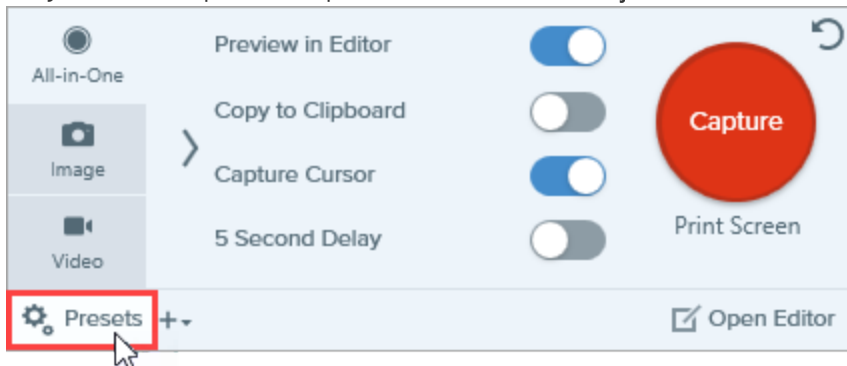 All-in-One
Image
Video
Preview in Editor
Copy to Clipboard
Capture Cursor
5 Second Delay
Capture
Print Screen
Presets
Open Editor